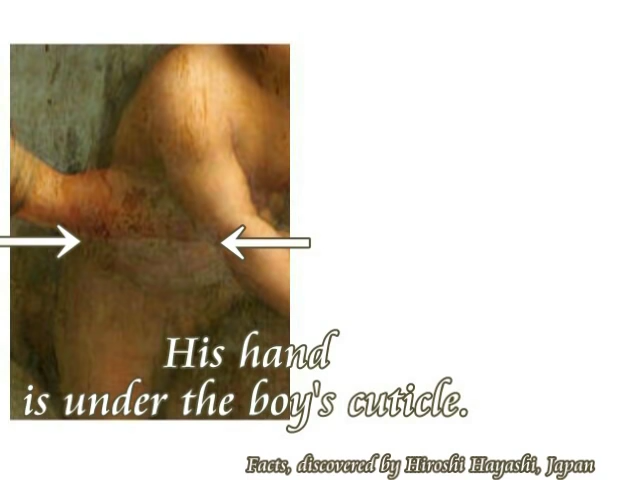 His hand
is under the boy's cuticle.
Facts, discovered by Hiroshi Hayashi, Japan